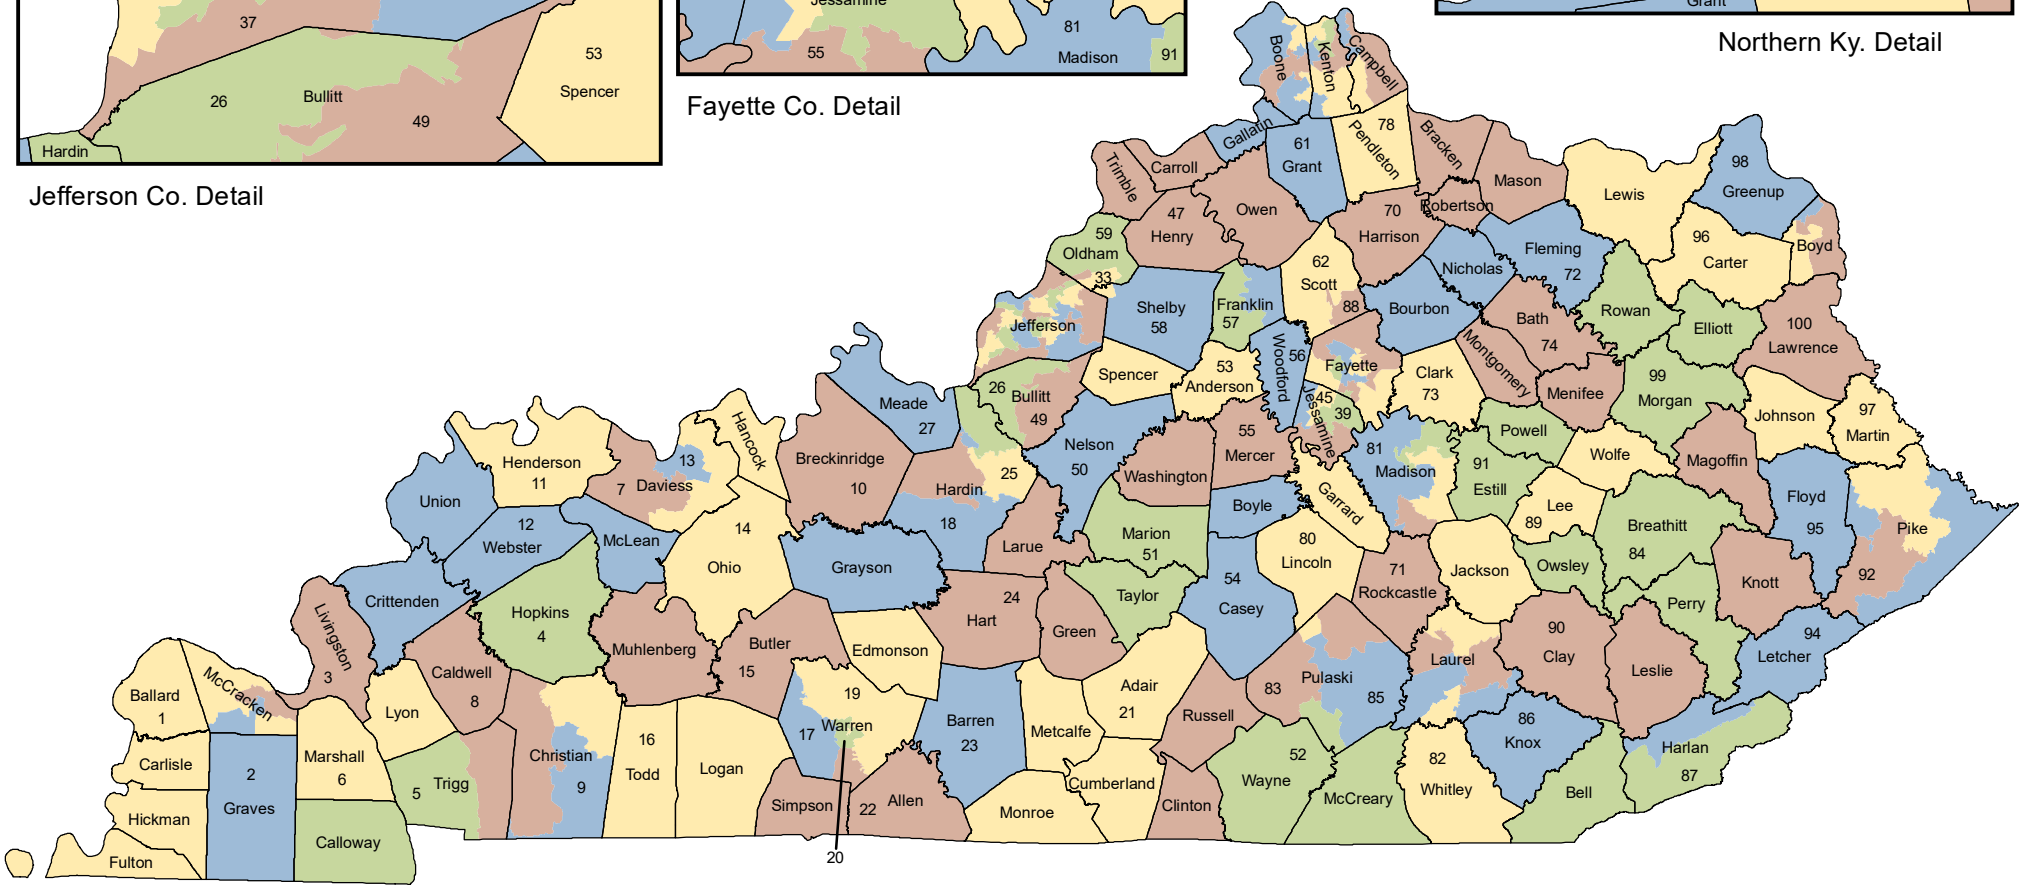 37
26
Bullitt
49
53
Spencer
Hardin
Jefferson Co. Detail
Jessamine
55
81
Madison
91
Fayette Co. Detail
Grant
Northern Ky. Detail
Boone
Kenton
Campbell
Gallatin
61
Grant
78
Pendleton
Bracken
Mason
Robertson
70
Harrison
Trimble
Carroll
47
Henry
Owen
59
Oldham
33
Lewis
98
Greenup
96
Carter
Boyd
Fleming
72
Nicholas
62
Scott
88
Bourbon
Shelby
58
Franklin
57
Jefferson
Rowan
Elliott
100
Lawrence
Bath
74
Montgomery
Menifee
99
Morgan
Woodford
56
Fayette
Clark
73
45
39
Jessamine
53
Anderson
Spencer
26
Bullitt
49
Meade
27
Johnson
97
Martin
Magoffin
Powell
Wolfe
81
Madison
91
Estill
55
Mercer
Washington
Nelson
50
25
Hardin
18
Breckinridge
10
Hancock
13
7
Daviess
Henderson
11
Union
12
Webster
McLean
14
Ohio
Grayson
Larue
Marion
51
Boyle
Garrard
80
Lincoln
Lee
89
Breathitt
84
Floyd
95
Pike
92
Knott
Owsley
Jackson
71
Rockcastle
54
Casey
Taylor
24
Hart
Green
Crittenden
Livingston
3
Hopkins
4
Muhlenberg
Butler
15
Edmonson
Perry
94
Letcher
Leslie
90
Clay
Laurel
Pulaski
83
85
Russell
Adair
21
Metcalfe
Barren
23
19
17
Warren
Caldwell
8
Lyon
McCracken
Ballard
1
Carlisle
2
Graves
Marshall
6
5
Trigg
Christian
9
16
Todd
Logan
Simpson
22
Allen
20
Monroe
Cumberland
Clinton
52
Wayne
McCreary
82
Whitley
86
Knox
Bell
Harlan
87
Hickman
Fulton
Calloway